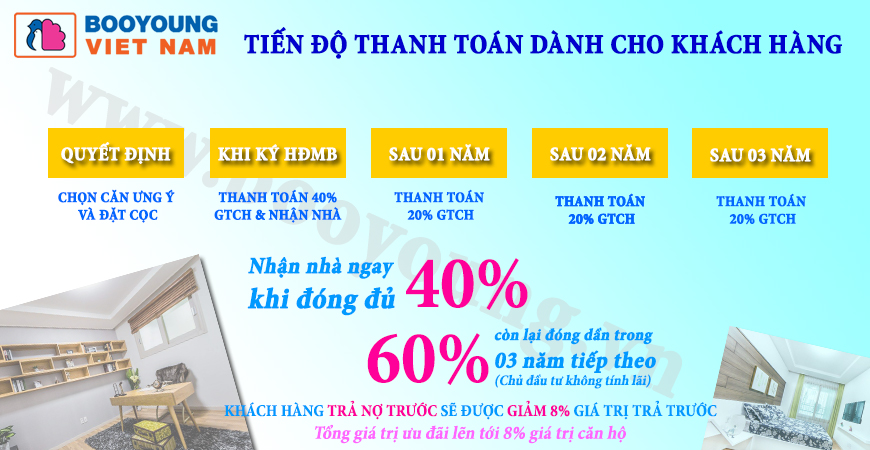 BOOYOUNG
VIET NAM
TIẾN ĐỘ THANH TOÁN DÀNH CHO KHÁCH HÀNG
QUYẾT ĐỊNH
CHỌN CĂN ƯNG Ý
VÀ ĐẶT CỌC
KHI KÝ HĐMB
THANH TOÁN 40%
GTCH & NHẬN NHÀ
SAU 01 NĂM
THANH TOÁN
20% GTCH
SAU 02 NĂM
THANH TOÁN
20% GTCH
SAU 03 NĂM
THANH TOÁN
20% GTCH
Nhận nhà ngay
khi đóng đủ 40%
60% còn lại đóng dần trong
03 năm tiếp theo
(Chủ đầu tư không tính lãi)
KHÁCH HÀNG TRẢ NỢ TRƯỚC SẼ ĐƯỢC GIẢM 8% GIÁ TRỊ TRẢ TRƯỚC
Tổng giá trị ưu đãi lên tới 8% giá trị căn hộ